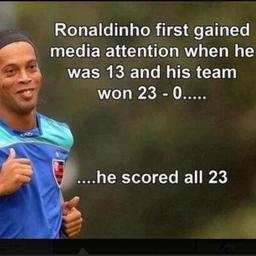 Ronaldinho first gained
media attention when he
was 13 and his team
won 23 - 0.....
....he scored all 23